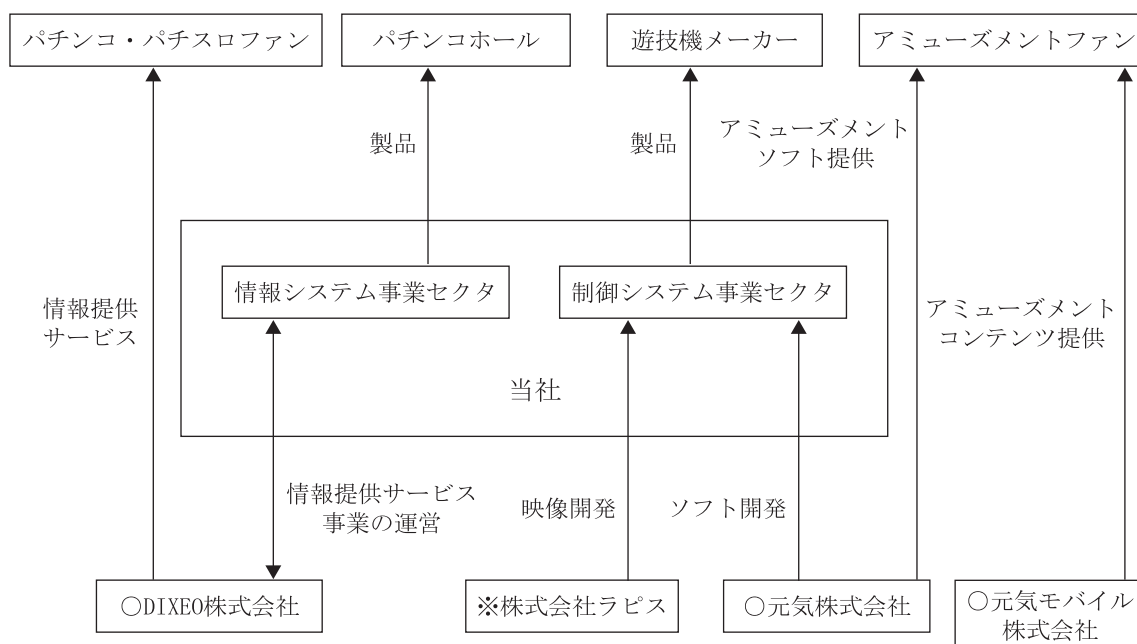 パチンコ・パチスロファン
パチンコホール
遊技機メーカー
アミューズメントファン
製品
製品
アミューズメント
ソフト提供
情報システム事業セクタ
制御システム事業セクタ
情報提供
サービス
アミューズメント
コンテンツ提供
当社
情報提供サービス
事業の運営
映像開発
ソフト開発
○DIXEO株式会社
※株式会社ラピス
○元気株式会社
○元気モバイル
株式会社